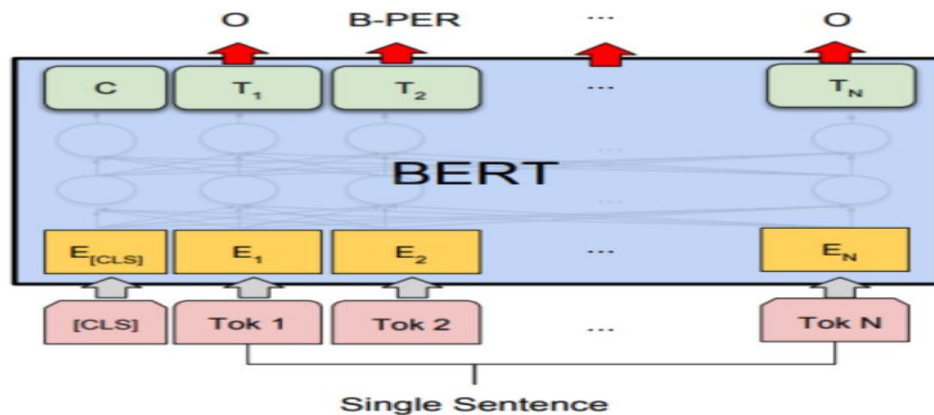 O B-PER ... O
C T1 T2 ... TN
...
BERT
...
E[CLS] E1 E2 ... EN
[CLS] Tok 1 Tok 2 ... Tok N
Single Sentence